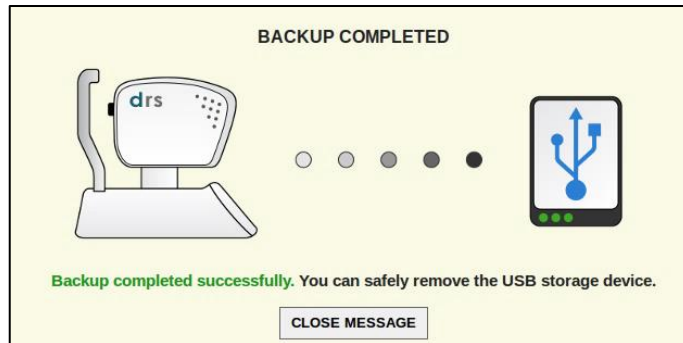 BACKUP COMPLETED
drs
Backup completed successfully. You can safely remove the USB storage device.
CLOSE MESSAGE